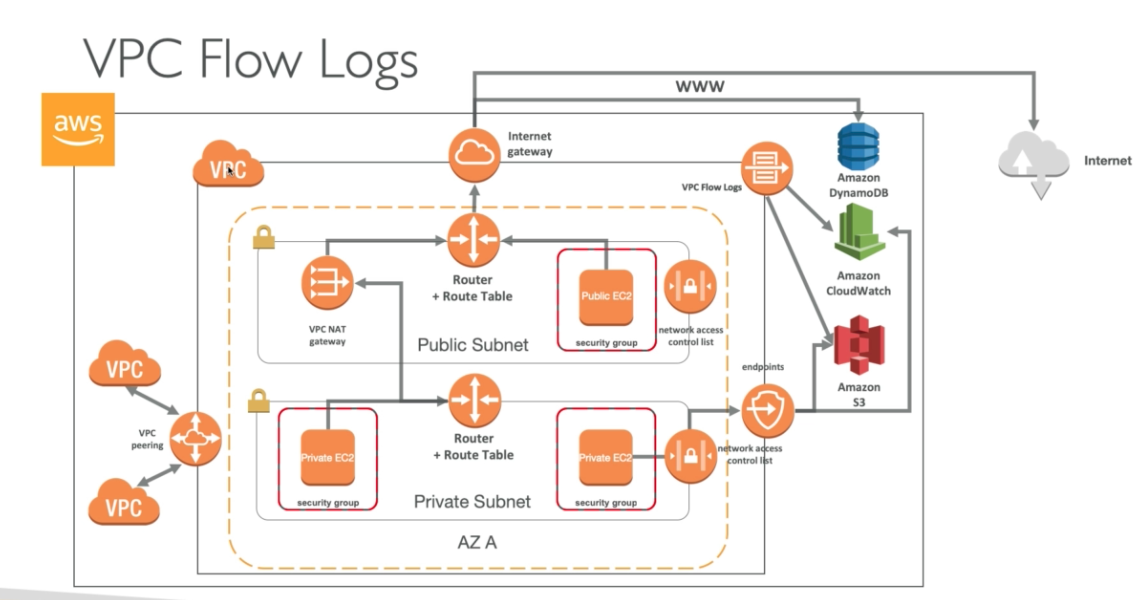 VPC Flow Logs
aws
WWW
Internet
gateway
Internet
VPC
VPC Flow Logs
Amazon
DynamoDB
Router
+ Route Table
Public EC2
Amazon
CloudWatch
VPC NAT
gateway
Public Subnet
security group
network access
control list
endpoints
VPC
Amazon
S3
VPC
peering
Router
+ Route Table
Private EC2
Private EC2
network access
control list
VPC
security group
Private Subnet
security group
AZ A